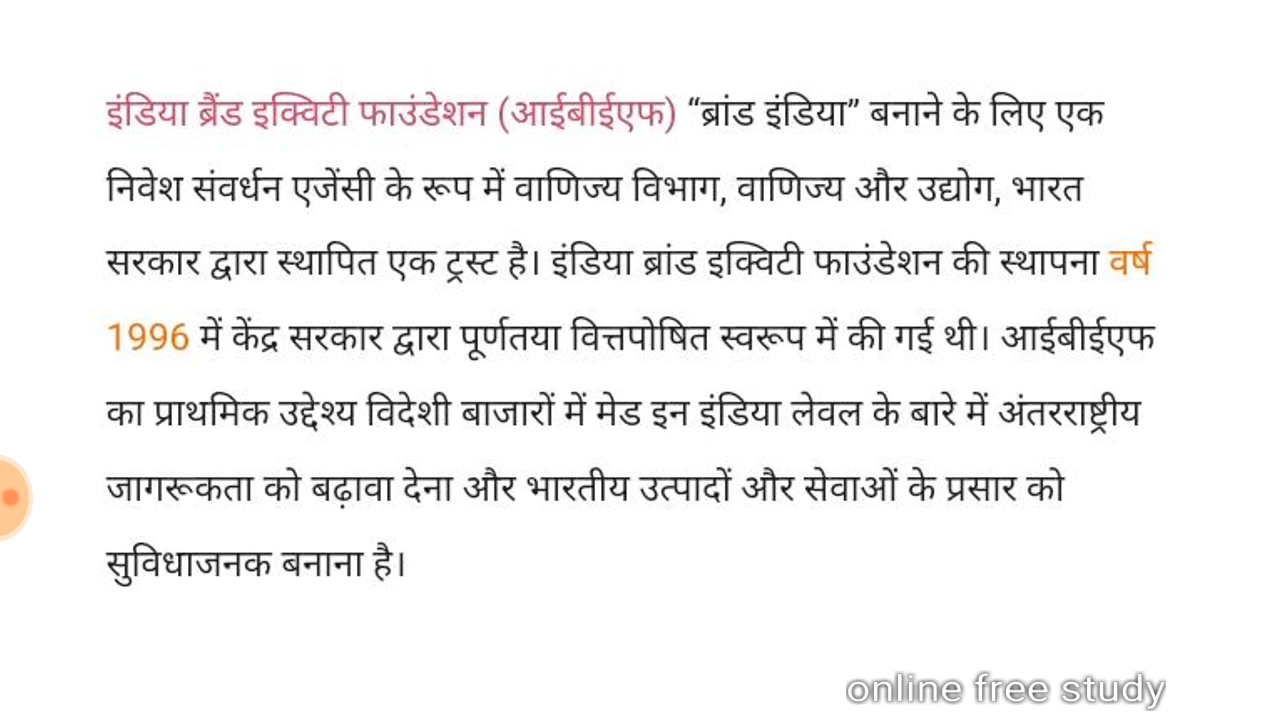 इंडिया ब्रैंड इक्विटी फाउंडेशन (आईबीईएफ) “ब्रांड इंडिया” बनाने के लिए एक
निवेश संवर्धन एजेंसी के रूप में वाणिज्य विभाग, वाणिज्य और उद्योग, भारत
सरकार द्वारा स्थापित एक ट्रस्ट है। इंडिया ब्रांड इक्विटी फाउंडेशन की स्थापना वर्ष
1996 में केंद्र सरकार द्वारा पूर्णतया वित्तपोषित स्वरूप में की गई थी। आईबीईएफ
का प्राथमिक उद्देश्य विदेशी बाजारों में मेड इन इंडिया लेवल के बारे में अंतरराष्ट्रीय
जागरूकता को बढ़ावा देना और भारतीय उत्पादों और सेवाओं के प्रसार को
सुविधाजनक बनाना है।
online free study